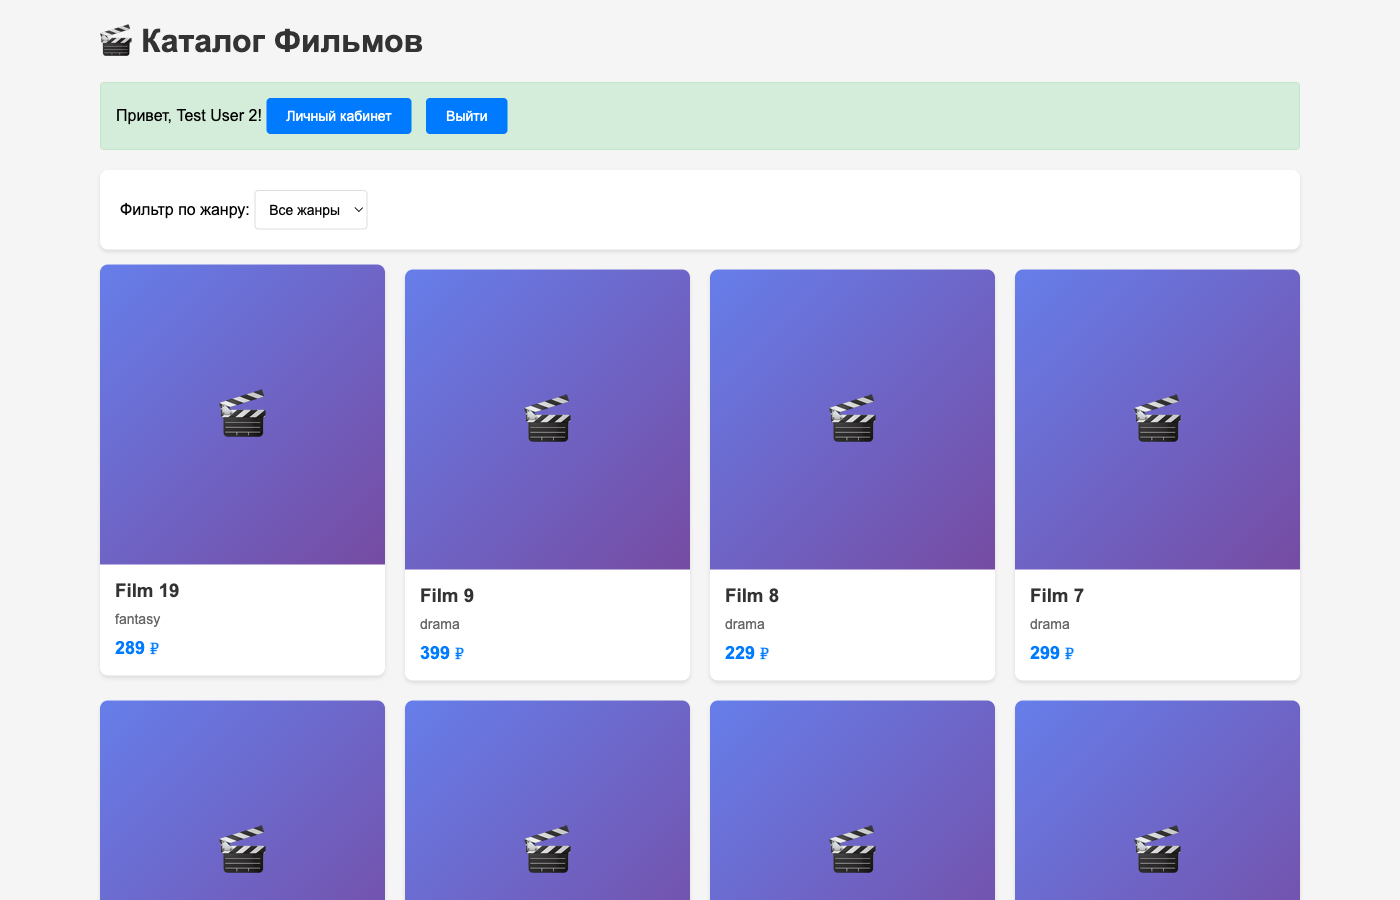 Каталог Фильмов
Привет, Test User 2! Личный кабинет Выйти
Фильтр по жанру: Все жанры
Film 19
fantasy
289 ₽
Film 9
drama
399 ₽
Film 8
drama
229 ₽
Film 7
drama
299 ₽